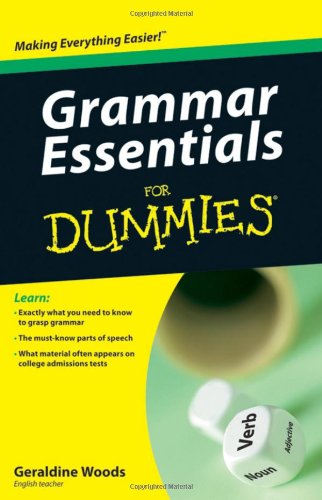 Making Everything Easier!™
Grammar
Essentials
FOR
DUMMIES®
Learn:
• Exactly what you need to know
to grasp grammar
• The must-know parts of speech
• What material often appears on
college admissions tests
Verb
Noun
Adjective
Geraldine Woods
English teacher